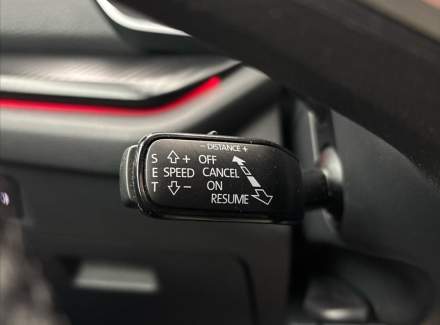 - DISTANCE +
S ⇧+ OFF
E SPEED CANCEL
T ⇩- ON
RESUME